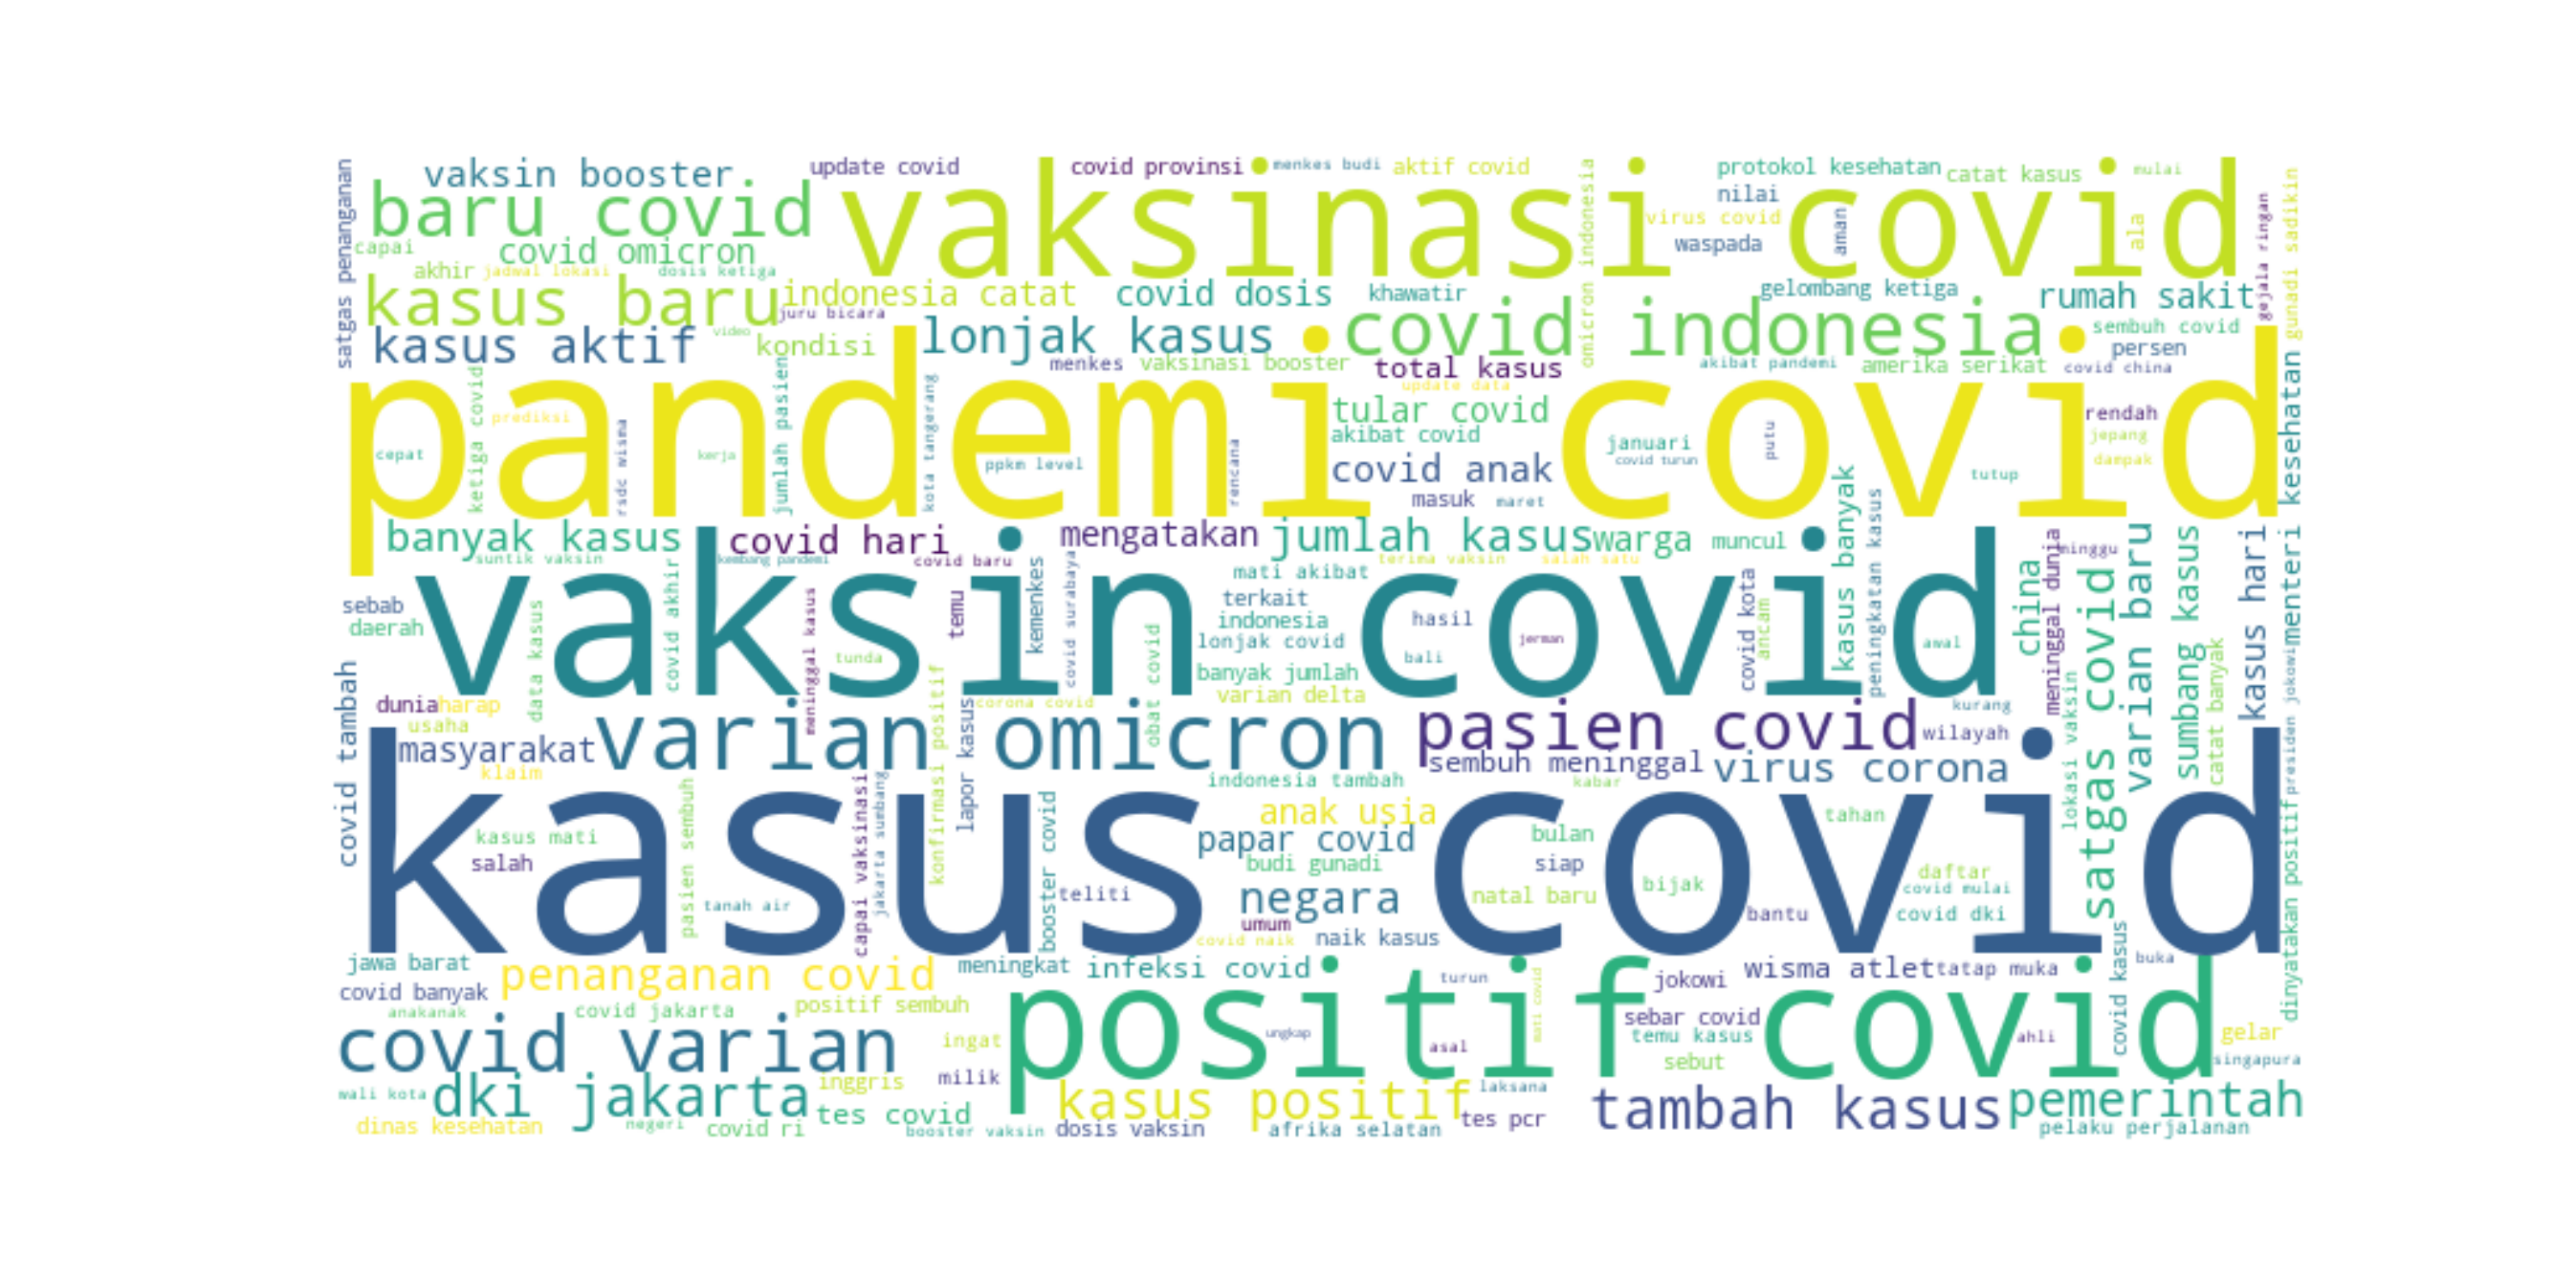 vaksin booster
update covid
covid provinsi
menkes budi
aktif covid
protokol kesehatan
catat kasus
mulai
satgas penanganan
baru covid
vaksinasi covid
omicron indonesia
nilai
virus covid
aman
ala
gejala ringan
gunadi sadikin
waspada
capai
covid omicron
akhir
jadwal lokasi
dosis ketiga
kasus baru
indonesia catat
covid dosis
khawatir
gelombang ketiga
rumah sakit
juru bicara
covid indonesia
sembuh covid
kasus aktif
video
kondisi
lonjak kasus
persen
menkes
vaksinasi booster
total kasus
akibat pandemi
amerika serikat
covid china
update data
pandemi covid
ketiga covid
prediksi
rsdc wisma
jumlah pasien
kota tangerang
tular covid
rendah
akibat covid
januari
putu
jepang
cepat
kerja
ppkm level
rencana
covid anak
covid turun
dampak
tutup
masuk
maret
menteri kesehatan
banyak kasus
covid hari
mengatakan
jumlah kasus
warga
muncul
kasus banyak
peningkatan kasus
suntik vaksin
kembang pandemi
covid baru
terima vaksin
salah satu
minggu
vaksin covid
covid akhir
kemenkes
covid surabaya
mati akibat
covid kota
ancam
china
meninggal dunia
satgas covid
varian baru
sumbang kasus
kasus hari
sebab
daerah
data kasus
meninggal kasus
temu
terkait
indonesia
hasil
lonjak covid
jerman
awal
tunda
obat covid
bali
banyak jumlah
varian delta
covid tambah
dunia
harap
usaha
konfirmasi positif
lapor kasus
corona covid
lokasi vaksin
catat banyak
presiden jokowi
masyarakat
varian omicron
pasien covid
kurang
wilayah
klaim
sembuh meninggal
virus corona
indonesia tambah
kabar
kasus covid
pasien sembuh
capai vaksinasi
jakarta sumbang
booster covid
anak usia
tahan
kasus mati
papar covid
bulan
salah
budi gunadi
siap
daftar
dinyatakan positif
tanah air
teliti
negara
natal baru
bijak
covid mulai
bantu
covid dki
umum
covid naik
naik kasus
covid kasus
jawa barat
penanganan covid
meningkat
infeksi covid
turun
mati covid
jokowi
wisma atlet
tatap muka
buka
covid banyak
anakanak
covid jakarta
positif sembuh
positif covid
sebar covid
covid varian
ingat
ungkap
asal
temu kasus
ahli
gelar
sebut
singapura
wali kota
dki jakarta
inggris
milik
kasus positif
laksana
tambah kasus
pemerintah
tes covid
tes pcr
dinas kesehatan
negeri
covid ri
booster vaksin
dosis vaksin
afrika selatan
pelaku perjalanan